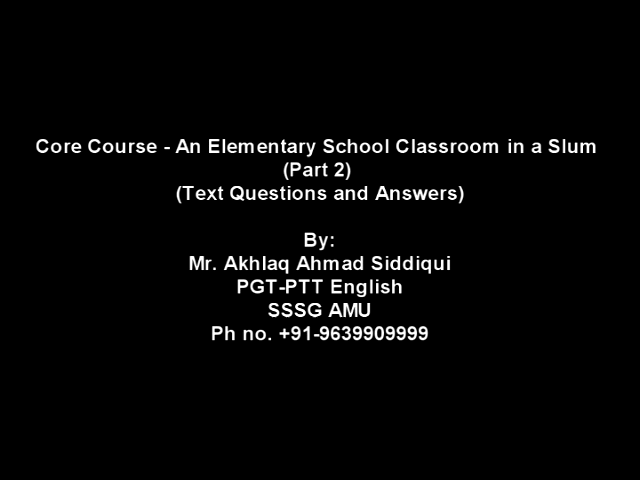 Core Course - An Elementary School Classroom in a Slum
(Part 2)
(Text Questions and Answers)
By:
Mr. Akhlaq Ahmad Siddiqui
PGT-PTT English
SSSG AMU
Ph no. +91-9639909999